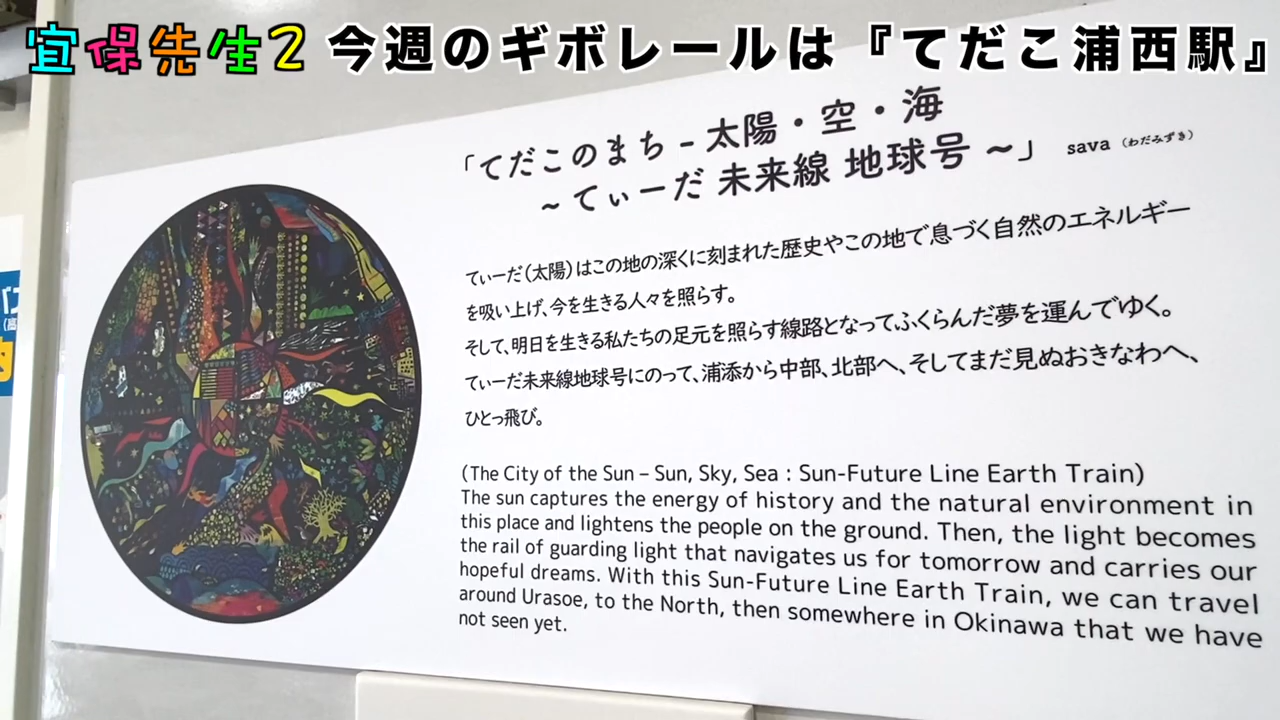 宜保先生2 今週のギボレールは『てだこ浦西駅』
「てだこのまち – 太陽・空・海
~ てぃーだ 未来線 地球号 ~」 sava (わだみずき)
てぃーだ(太陽)はこの地の深くに刻まれた歴史やこの地で息づく自然のエネルギー
を吸い上げ、今を生きる人々を照らす。
そして、明日を生きる私たちの足元を照らす線路となってふくらんだ夢を運んでゆく。
てぃーだ未来線地球号にのって、浦添から中部、北部へ、そしてまだ見ぬおきなわへ、
ひとっ飛び。
(The City of the Sun – Sun, Sky, Sea : Sun-Future Line Earth Train)
The sun captures the energy of history and the natural environment in
this place and lightens the people on the ground. Then, the light becomes
the rail of guarding light that navigates us for tomorrow and carries our
hopeful dreams. With this Sun-Future Line Earth Train, we can travel
around Urasoe, to the North, then somewhere in Okinawa that we have
not seen yet.